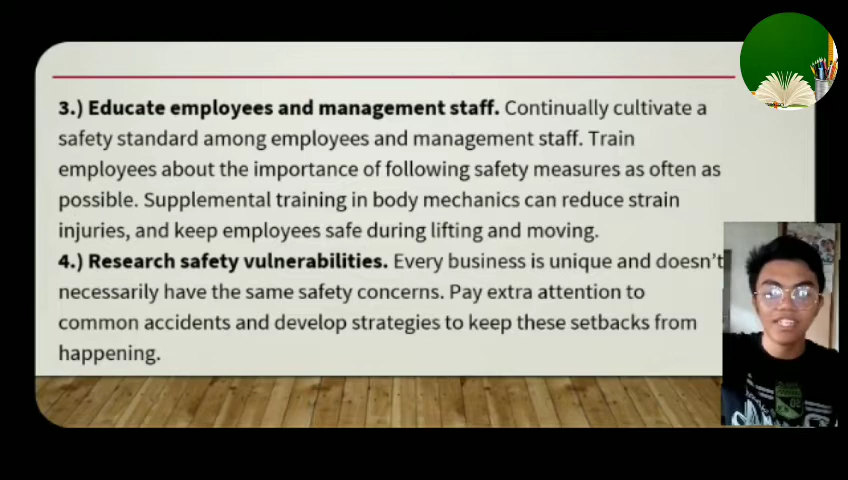 3.) Educate employees and management staff. Continually cultivate a
safety standard among employees and management staff. Train
employees about the importance of following safety measures as often as
possible. Supplemental training in body mechanics can reduce strain
injuries, and keep employees safe during lifting and moving.
4.) Research safety vulnerabilities. Every business is unique and doesn't
necessarily have the same safety concerns. Pay extra attention to
common accidents and develop strategies to keep these setbacks from
happening.